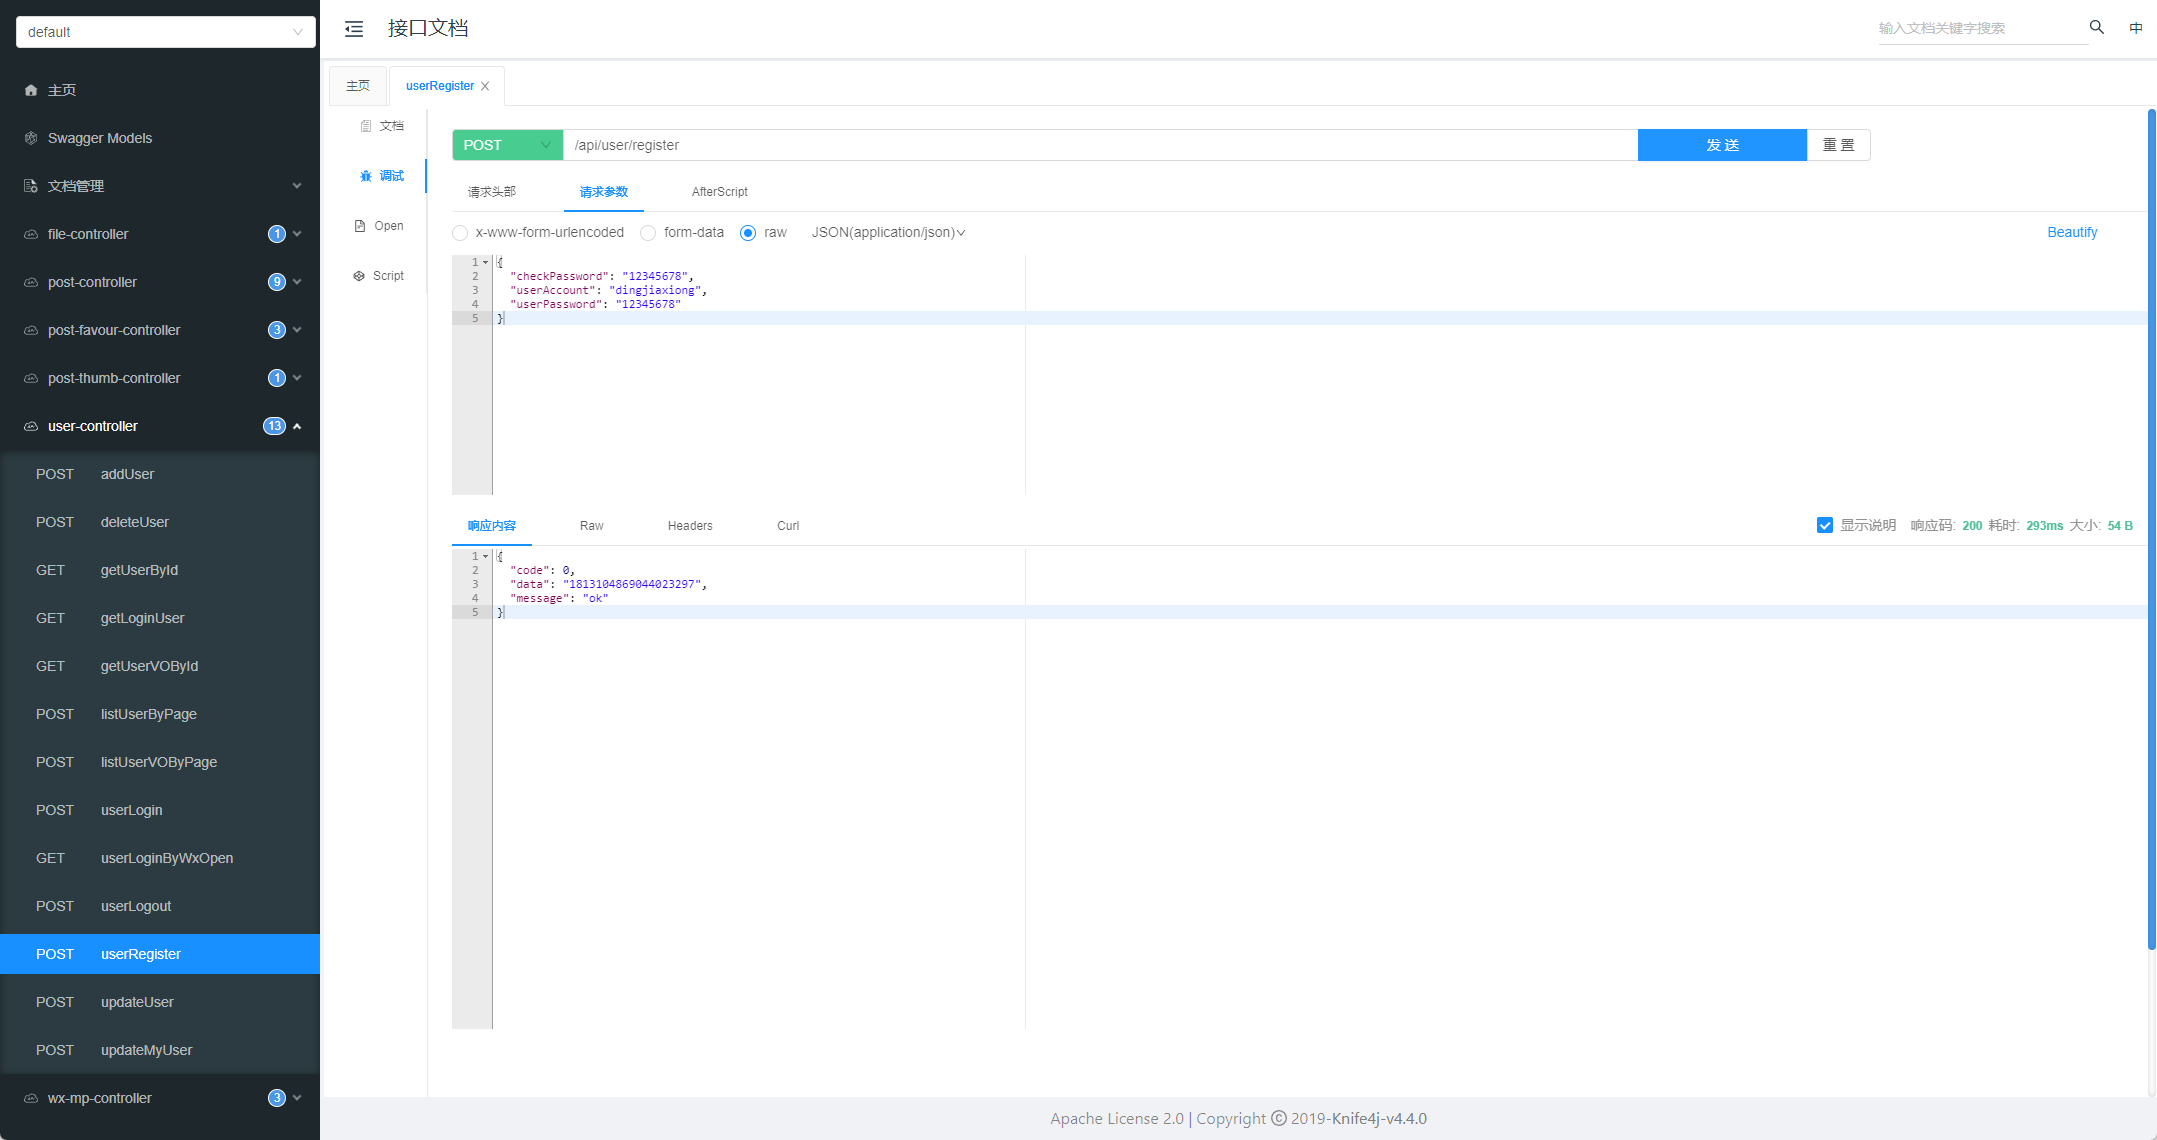 default
主页
Swagger Models
文档管理
file-controller 1
post-controller 9
post-favour-controller 3
post-thumb-controller 1
user-controller 13
POST addUser
POST deleteUser
GET getUserById
GET getLoginUser
GET getUserVOById
POST listUserByPage
POST listUserVOByPage
POST userLogin
GET userLoginByWxOpen
POST userLogout
POST userRegister
POST updateUser
POST updateMyUser
wx-mp-controller 3
接口文档
输入文档关键字搜索
中
主页 userRegister
文档
调试
Open
Script
POST /api/user/register 发 送 重 置
请求头部 请求参数 AfterScript
x-www-form-urlencoded form-data raw JSON(application/json) Beautify
1 {
2 "checkPassword": "12345678",
3 "userAccount": "dingjiaxiong",
4 "userPassword": "12345678"
5 }
响应内容 Raw Headers Curl 显示说明 响应码: 200 耗时: 293ms 大小: 54 B
1 {
2 "code": 0,
3 "data": "1813104869044023297",
4 "message": "ok"
5 }
Apache License 2.0 | Copyright © 2019-Knife4j-v4.4.0